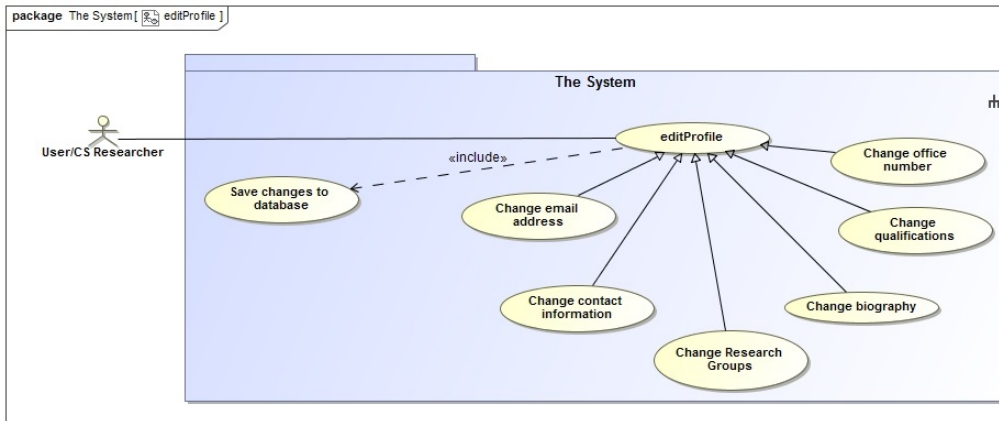 package The System[ editProfile ]
The System
editProfile
User/CS Researcher
«include»
Change office
number
Save changes to
database
Change email
address
Change
qualifications
Change contact
information
Change biography
Change Research
Groups